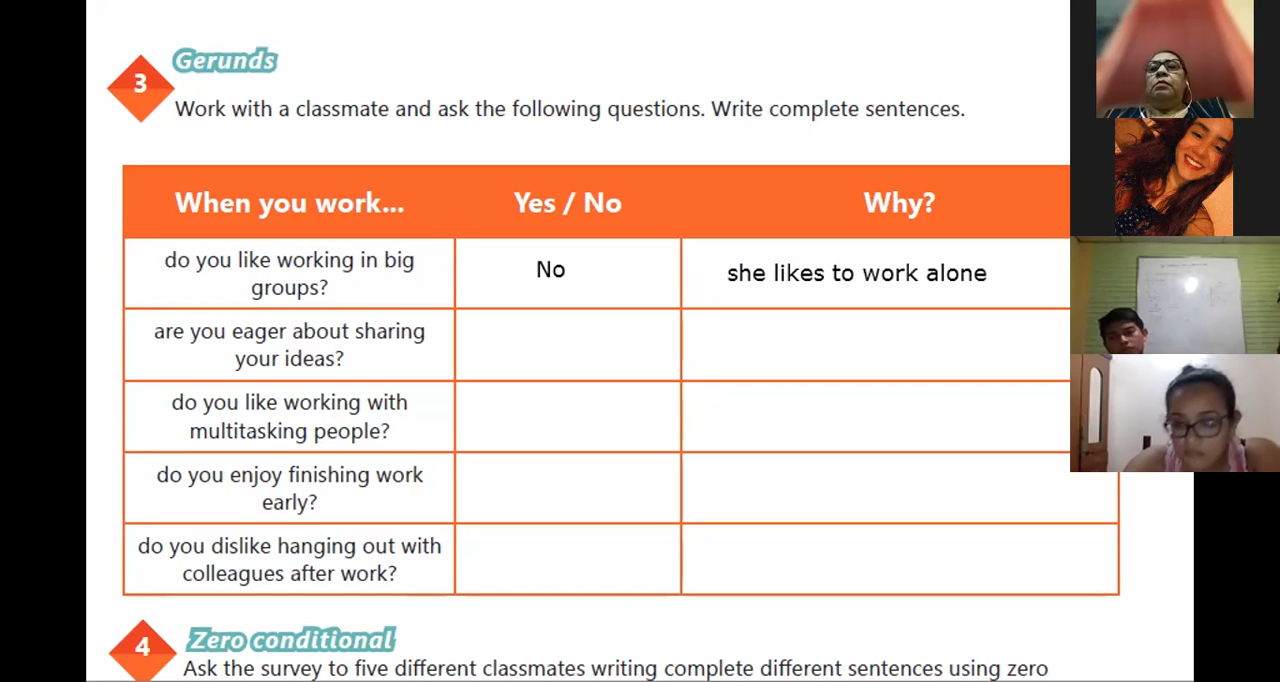 3
Gerunds
Work with a classmate and ask the following questions. Write complete sentences.
When you work...
Yes / No
Why?
do you like working in big
groups?
No
she likes to work alone
are you eager about sharing
your ideas?
do you like working with
multitasking people?
do you enjoy finishing work
early?
do you dislike hanging out with
colleagues after work?
4
Zero conditional
Ask the survey to five different classmates writing complete different sentences using zero